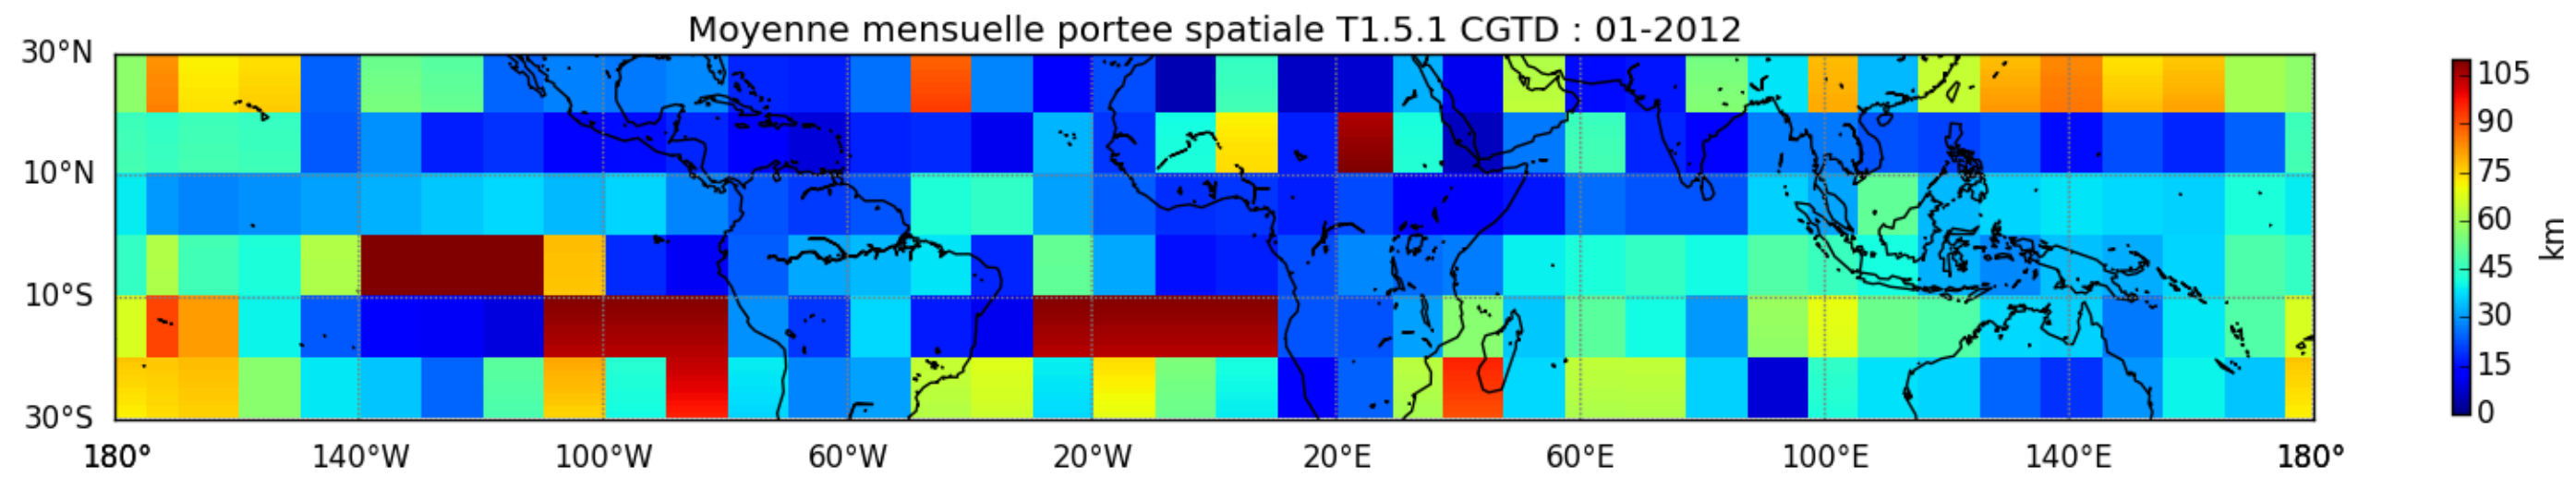 Moyenne mensuelle portee spatiale T1.5.1 CGTD : 01-2012
30°N
10°N
10°S
30°S
180° 140°W 100°W 60°W 20°W 20°E 60°E 100°E 140°E 180°
105
90
75
60
45
30
15
0
km